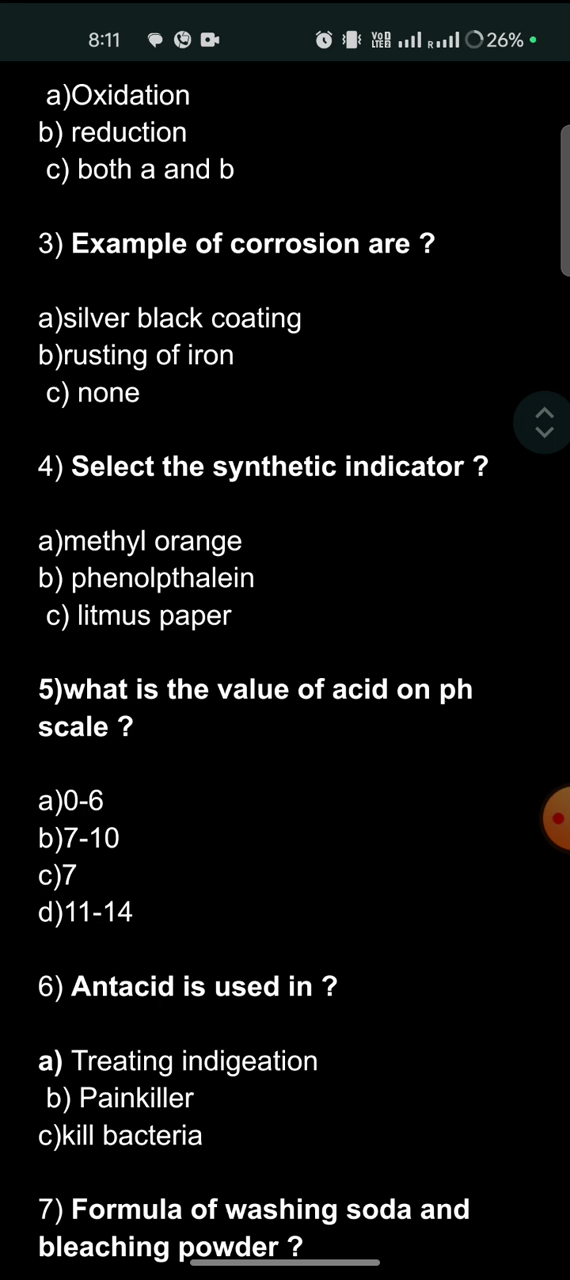 8:11 VoD LTE R 26%
a)Oxidation
b) reduction
c) both a and b
3) Example of corrosion are ?
a)silver black coating
b)rusting of iron
c) none
4) Select the synthetic indicator ?
a)methyl orange
b) phenolpthalein
c) litmus paper
5)what is the value of acid on ph
scale ?
a)0-6
b)7-10
c)7
d)11-14
6) Antacid is used in ?
a) Treating indigeation
b) Painkiller
c)kill bacteria
7) Formula of washing soda and
bleaching powder ?